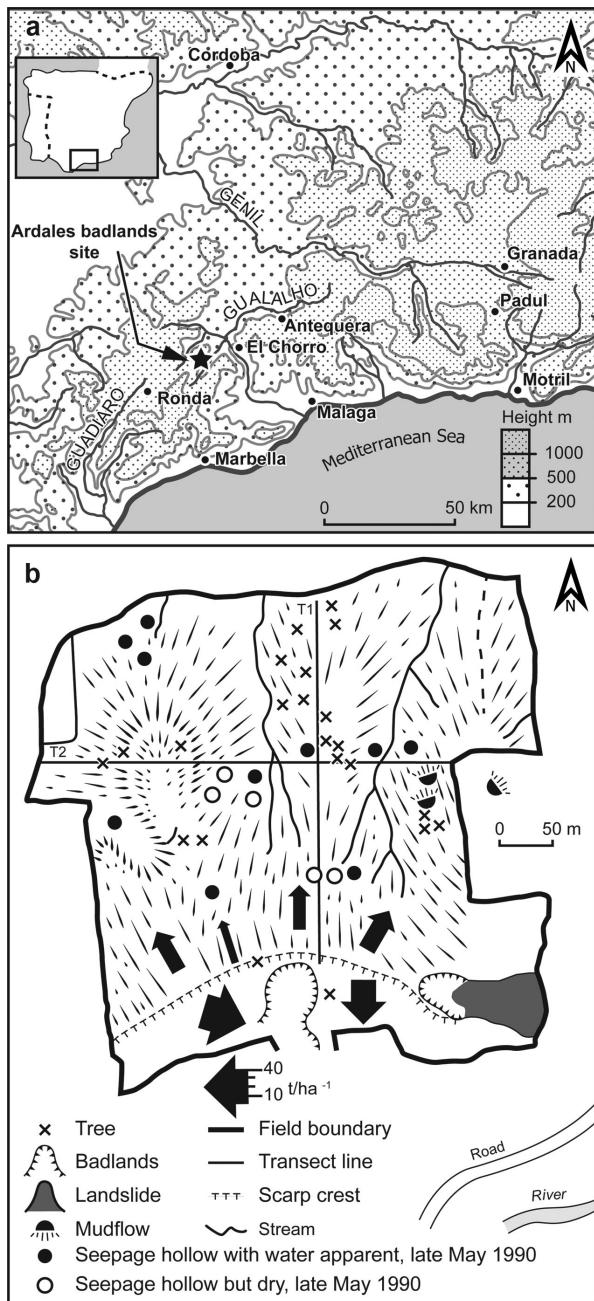 a
N
Córdoba
GENIL
Ardales badlands
site
Granada
GUALALHO
Padul
Antequera
El Chorro
Ronda
Motril
Malaga
GUADIARO
Height m
Mediterranean Sea
1000
Marbella
500
200
0 50 km
b
N
T1
T2
0 50 m
40
10 t/ha -1
Tree Field boundary
Badlands Transect line
Landslide Scarp crest
Mudflow Stream
Road
River
Seepage hollow with water apparent, late May 1990
Seepage hollow but dry, late May 1990